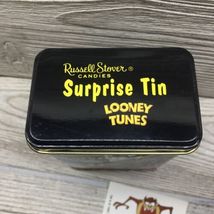 Russell Stover®
CANDIES
Surprise Tin
LOONEY
TUNES